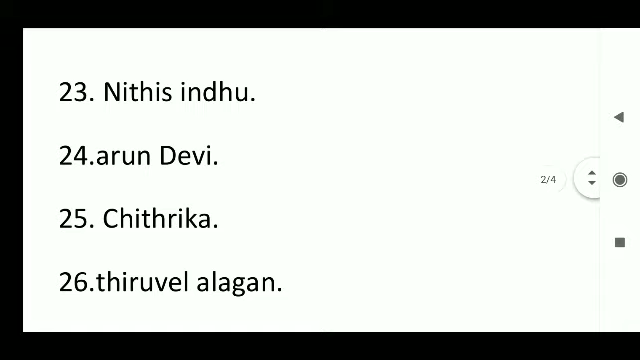 23. Nithis indhu.
24.arun Devi.
2/4
25. Chithrika.
26.thiruvel alagan.